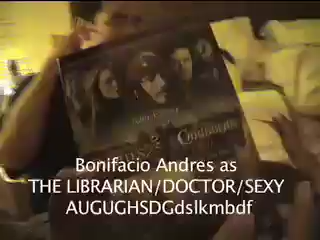 Bonifacio Andres as
THE LIBRARIAN/DOCTOR/SEXY
AUGUGHSDGdslkmbdf